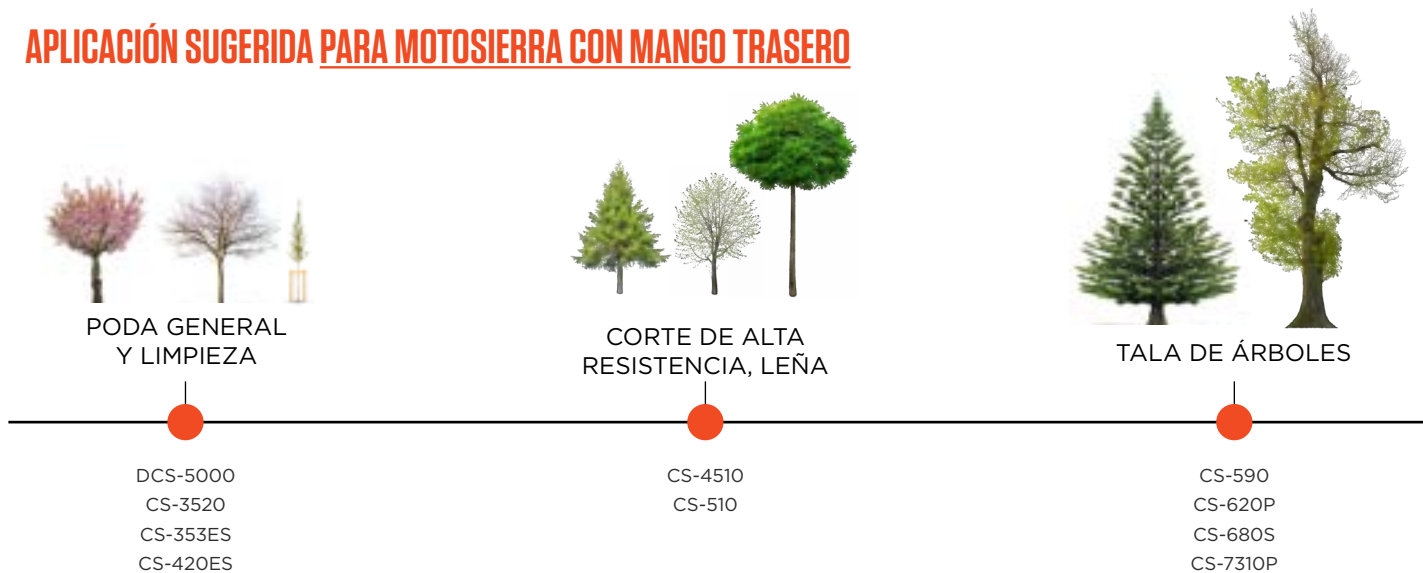 APLICACIÓN SUGERIDA PARA MOTOSIERRA CON MANGO TRASERO
PODA GENERAL
Y LIMPIEZA
DCS-5000
CS-3520
CS-353ES
CS-420ES
CORTE DE ALTA
RESISTENCIA, LEÑA
CS-4510
CS-510
TALA DE ÁRBOLES
CS-590
CS-620P
CS-680S
CS-7310P